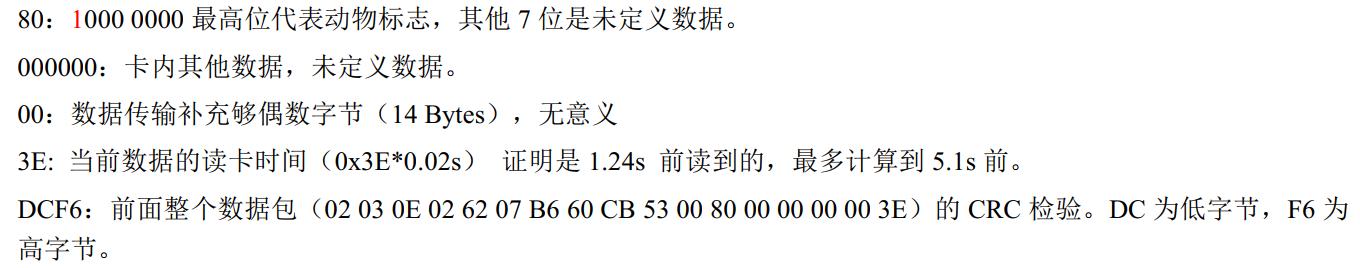 80：1000 0000 最高位代表动物标志，其他 7 位是未定义数据。
000000：卡内其他数据，未定义数据。
00：数据传输补充够偶数字节（14 Bytes），无意义
3E: 当前数据的读卡时间（0x3E*0.02s） 证明是 1.24s 前读到的，最多计算到 5.1s 前。
DCF6：前面整个数据包（02 03 0E 02 62 07 B6 60 CB 53 00 80 00 00 00 00 3E）的 CRC 检验。DC 为低字节，F6 为
高字节。